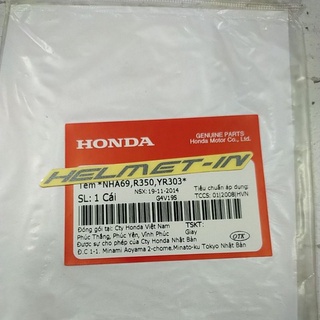 GENUINE PARTS
Honda Motor Co., Ltd.
HONDA
HELMET-IN
Tem *NHA69,R350,YR303*
NSX:19-11-2014
Tiêu chuẩn áp dụng:
SL: 1 Cái
G4V19S
TCCS: 01|2008|HVN
Đóng gói tại: Cty Honda Việt Nam
TSKT:
Phúc Thắng, Phúc Yên, Vĩnh Phúc
Giay
Được sự cho phép của Cty Honda Nhật Bản
OTK
Đ.C 1-1, Minami Aoyama 2-chome,Minato-ku Tokyo Nhật Bản